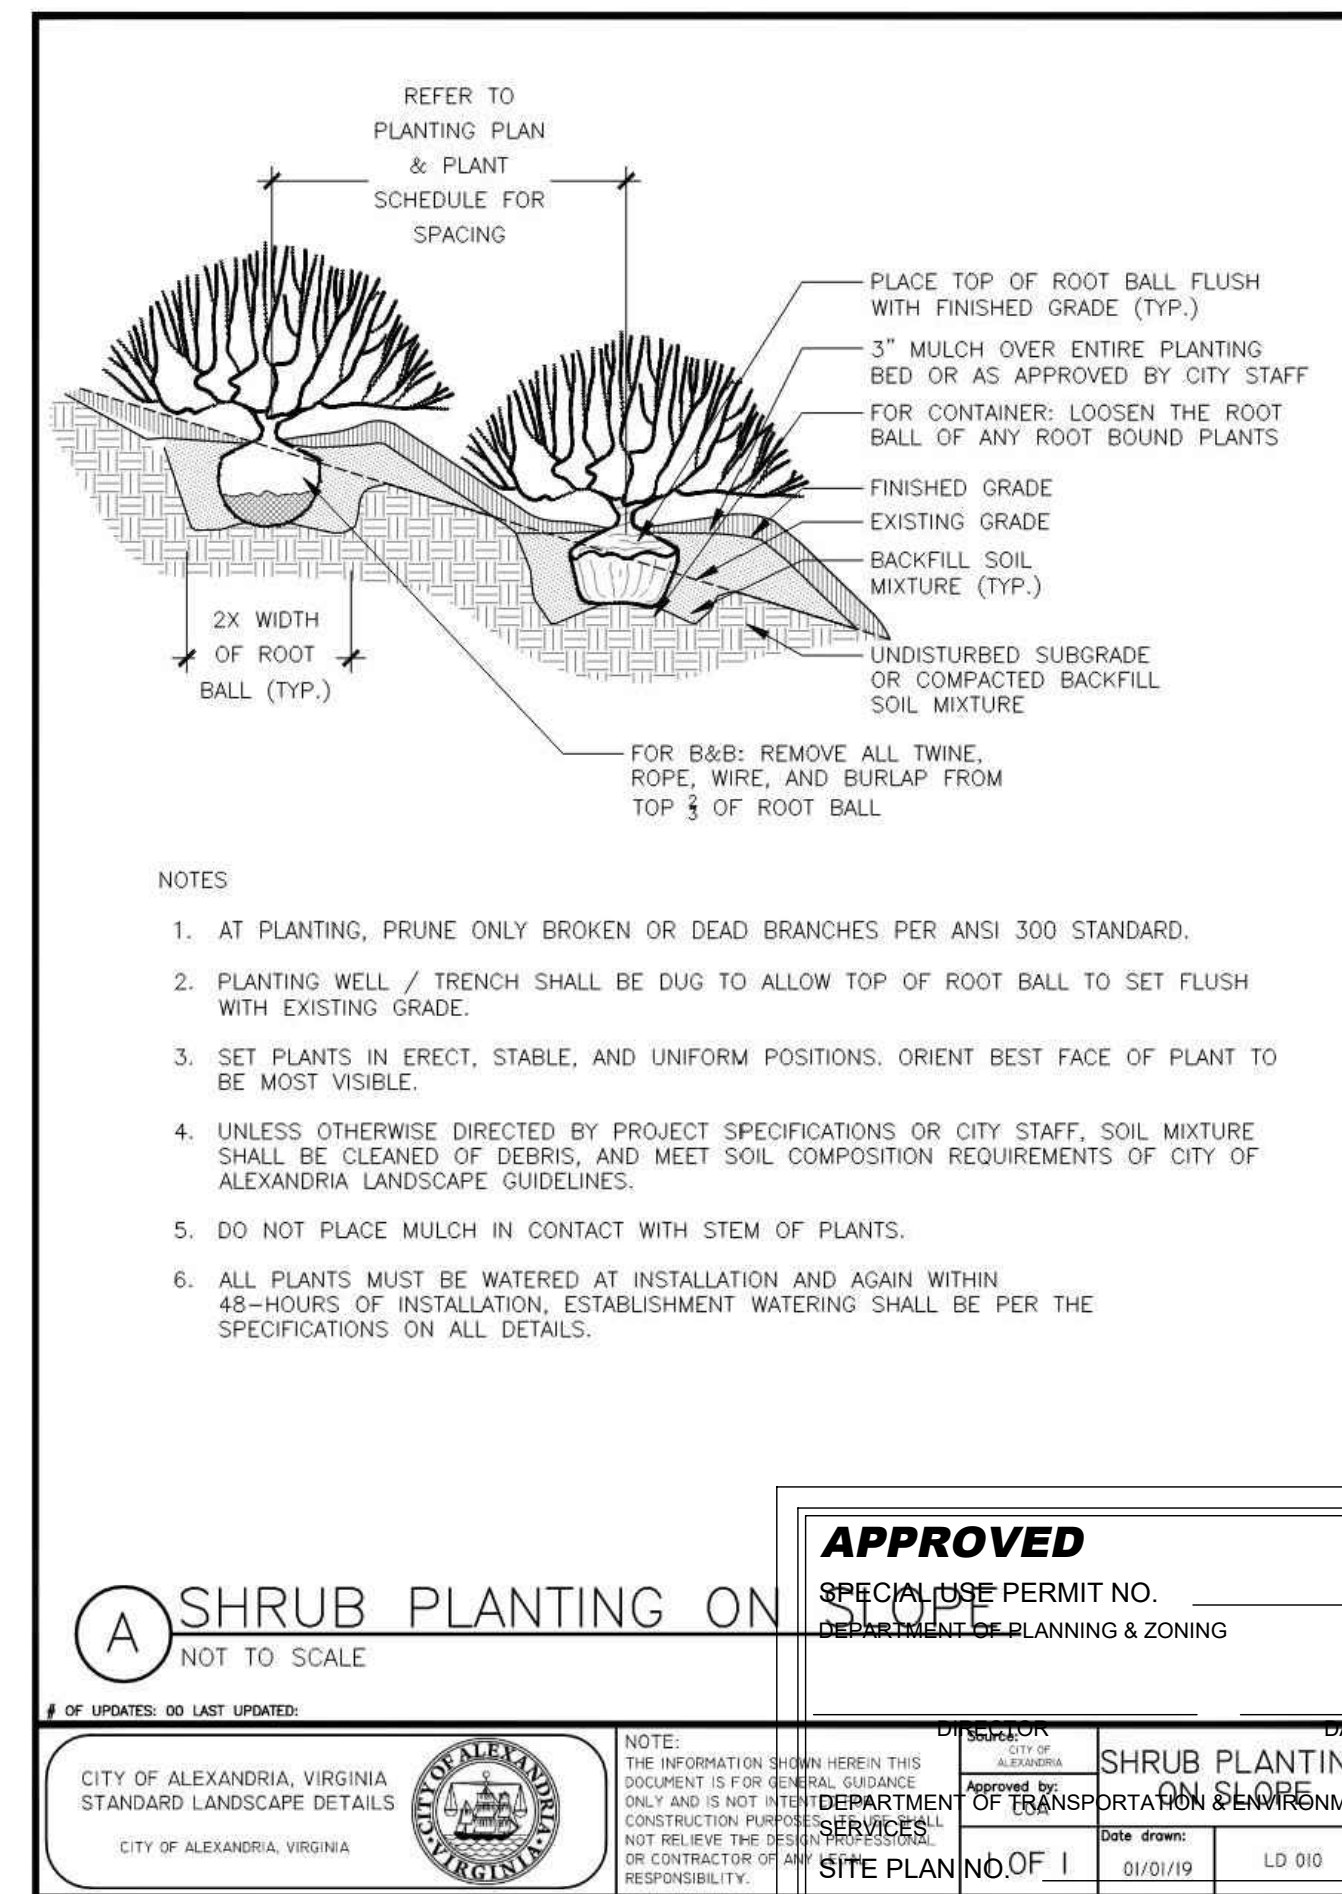 REFER TO
PLANTING PLAN
& PLANT
SCHEDULE FOR
SPACING
PLACE TOP OF ROOT BALL FLUSH
WITH FINISHED GRADE (TYP.)
3" MULCH OVER ENTIRE PLANTING
BED OR AS APPROVED BY CITY STAFF
FOR CONTAINER: LOOSEN THE ROOT
BALL OF ANY ROOT BOUND PLANTS
FINISHED GRADE
EXISTING GRADE
BACKFILL SOIL
MIXTURE (TYP.)
UNDISTURBED SUBGRADE
OR COMPACTED BACKFILL
SOIL MIXTURE
2X WIDTH
OF ROOT
BALL (TYP.)
FOR B&B: REMOVE ALL TWINE,
ROPE, WIRE, AND BURLAP FROM
TOP 2/3 OF ROOT BALL
NOTES
1. AT PLANTING, PRUNE ONLY BROKEN OR DEAD BRANCHES PER ANSI 300 STANDARD.
2. PLANTING WELL / TRENCH SHALL BE DUG TO ALLOW TOP OF ROOT BALL TO SET FLUSH
WITH EXISTING GRADE.
3. SET PLANTS IN ERECT, STABLE, AND UNIFORM POSITIONS. ORIENT BEST FACE OF PLANT TO
BE MOST VISIBLE.
4. UNLESS OTHERWISE DIRECTED BY PROJECT SPECIFICATIONS OR CITY STAFF, SOIL MIXTURE
SHALL BE CLEANED OF DEBRIS, AND MEET SOIL COMPOSITION REQUIREMENTS OF CITY OF
ALEXANDRIA LANDSCAPE GUIDELINES.
5. DO NOT PLACE MULCH IN CONTACT WITH STEM OF PLANTS.
6. ALL PLANTS MUST BE WATERED AT INSTALLATION AND AGAIN WITHIN
48-HOURS OF INSTALLATION, ESTABLISHMENT WATERING SHALL BE PER THE
SPECIFICATIONS ON ALL DETAILS.
A
SHRUB PLANTING ON SLOPE
NOT TO SCALE
# OF UPDATES: 00 LAST UPDATED:
APPROVED
SPECIAL USE PERMIT NO.
DEPARTMENT OF PLANNING & ZONING
DIRECTOR
DA
DEPARTMENT OF TRANSPORTATION & ENVIRONM
SERVICES
SITE PLAN NO.
CITY OF ALEXANDRIA, VIRGINIA
STANDARD LANDSCAPE DETAILS
CITY OF ALEXANDRIA, VIRGINIA
CITY OF ALEXANDRIA
VIRGINIA
NOTE:
THE INFORMATION SHOWN HEREIN THIS
DOCUMENT IS FOR GENERAL GUIDANCE
ONLY AND IS NOT INTENDED FOR
CONSTRUCTION PURPOSES. ITS USE SHALL
NOT RELIEVE THE DESIGN PROFESSIONAL
OR CONTRACTOR OF ANY LEGAL
RESPONSIBILITY.
Source:
CITY OF
ALEXANDRIA
Approved by:
COA
1 OF 1
SHRUB PLANTIN
ON SLOPE
Date drawn:
01/01/19
LD 010